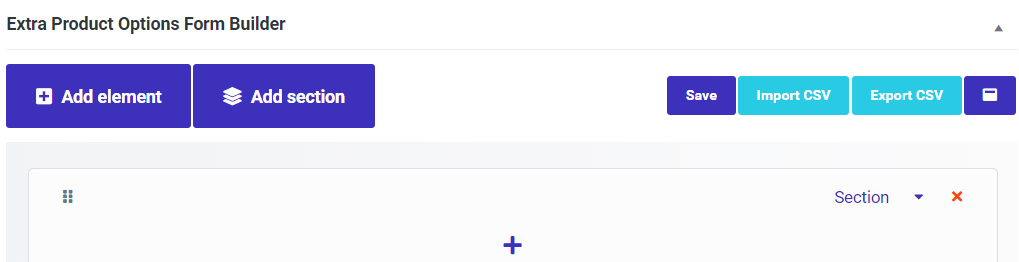 Extra Product Options Form Builder
Add element Add section Save Import CSV Export CSV
Section